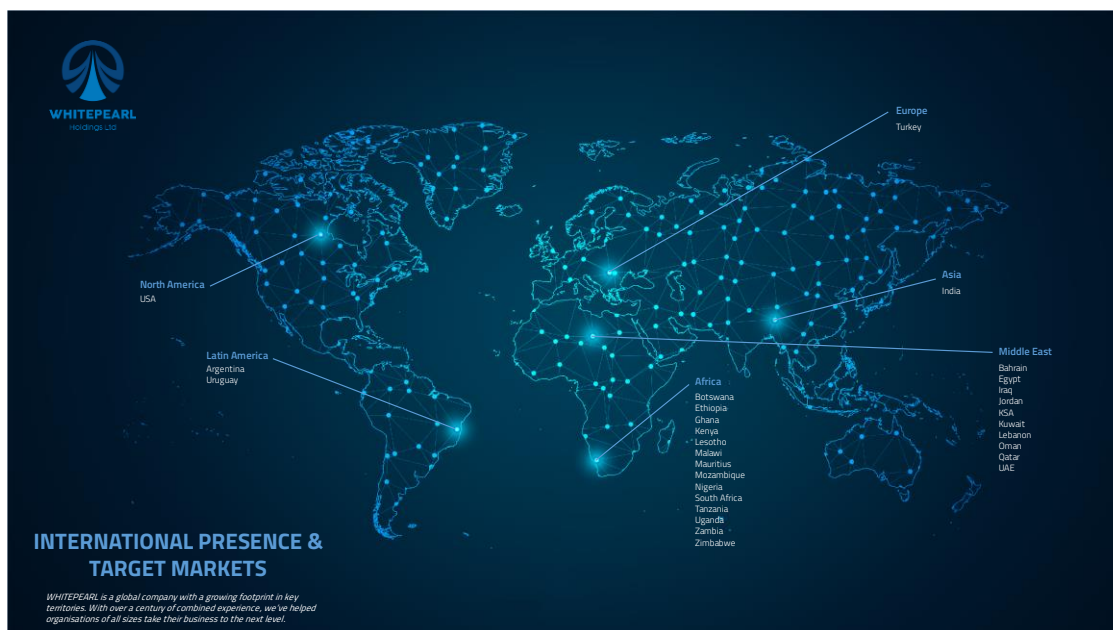 WHITEPEARL
Holdings Ltd
Europe
Turkey
Asia
India
North America
USA
Latin America
Argentina
Uruguay
Middle East
Bahrain
Egypt
Iraq
Jordan
KSA
Kuwait
Lebanon
Oman
Qatar
UAE
Africa
Botswana
Ethiopia
Ghana
Kenya
Lesotho
Malawi
Mauritius
Mozambique
Nigeria
South Africa
Tanzania
Uganda
Zambia
Zimbabwe
INTERNATIONAL PRESENCE &
TARGET MARKETS
WHITEPEARL is a global company with a growing footprint in key
territories. With over a century of combined experience, we've helped
organisations of all sizes take their business to the next level.